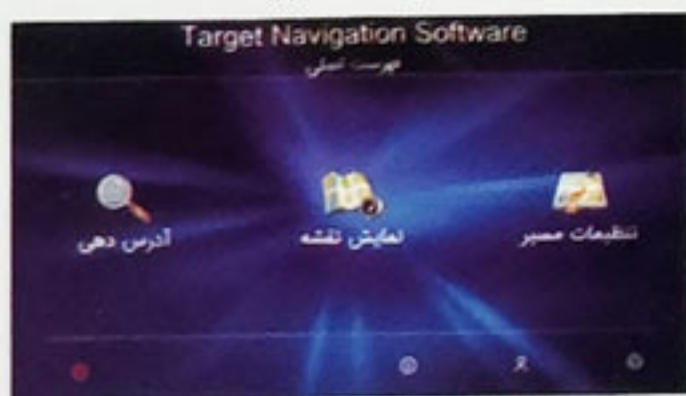 Target Navigation Software
فهرست اصلی
تنظیمات مسیر
نمایش نقشه
آدرس دهی